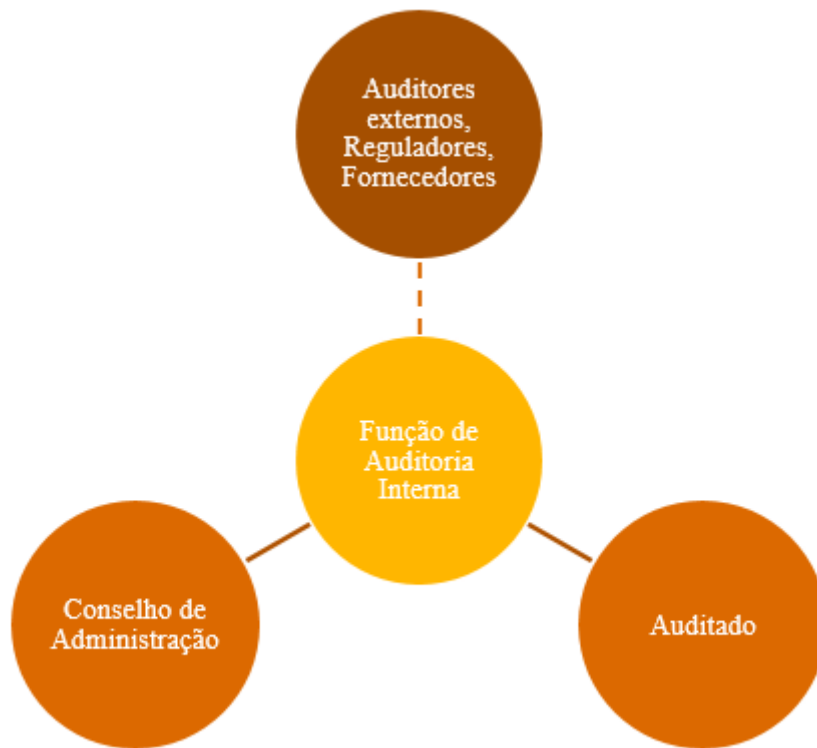 Auditores
externos,
Reguladores,
Fornecedores
Função de
Auditoria
Interna
Conselho de
Administração
Auditado